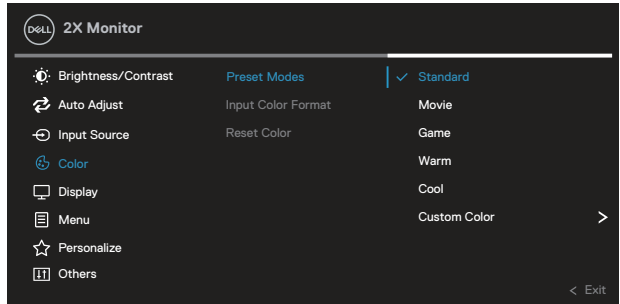 DELL 2X Monitor
Brightness/Contrast
Auto Adjust
Input Source
Color
Display
Menu
Personalize
Others
Preset Modes
Input Color Format
Reset Color
Standard
Movie
Game
Warm
Cool
Custom Color >
< Exit